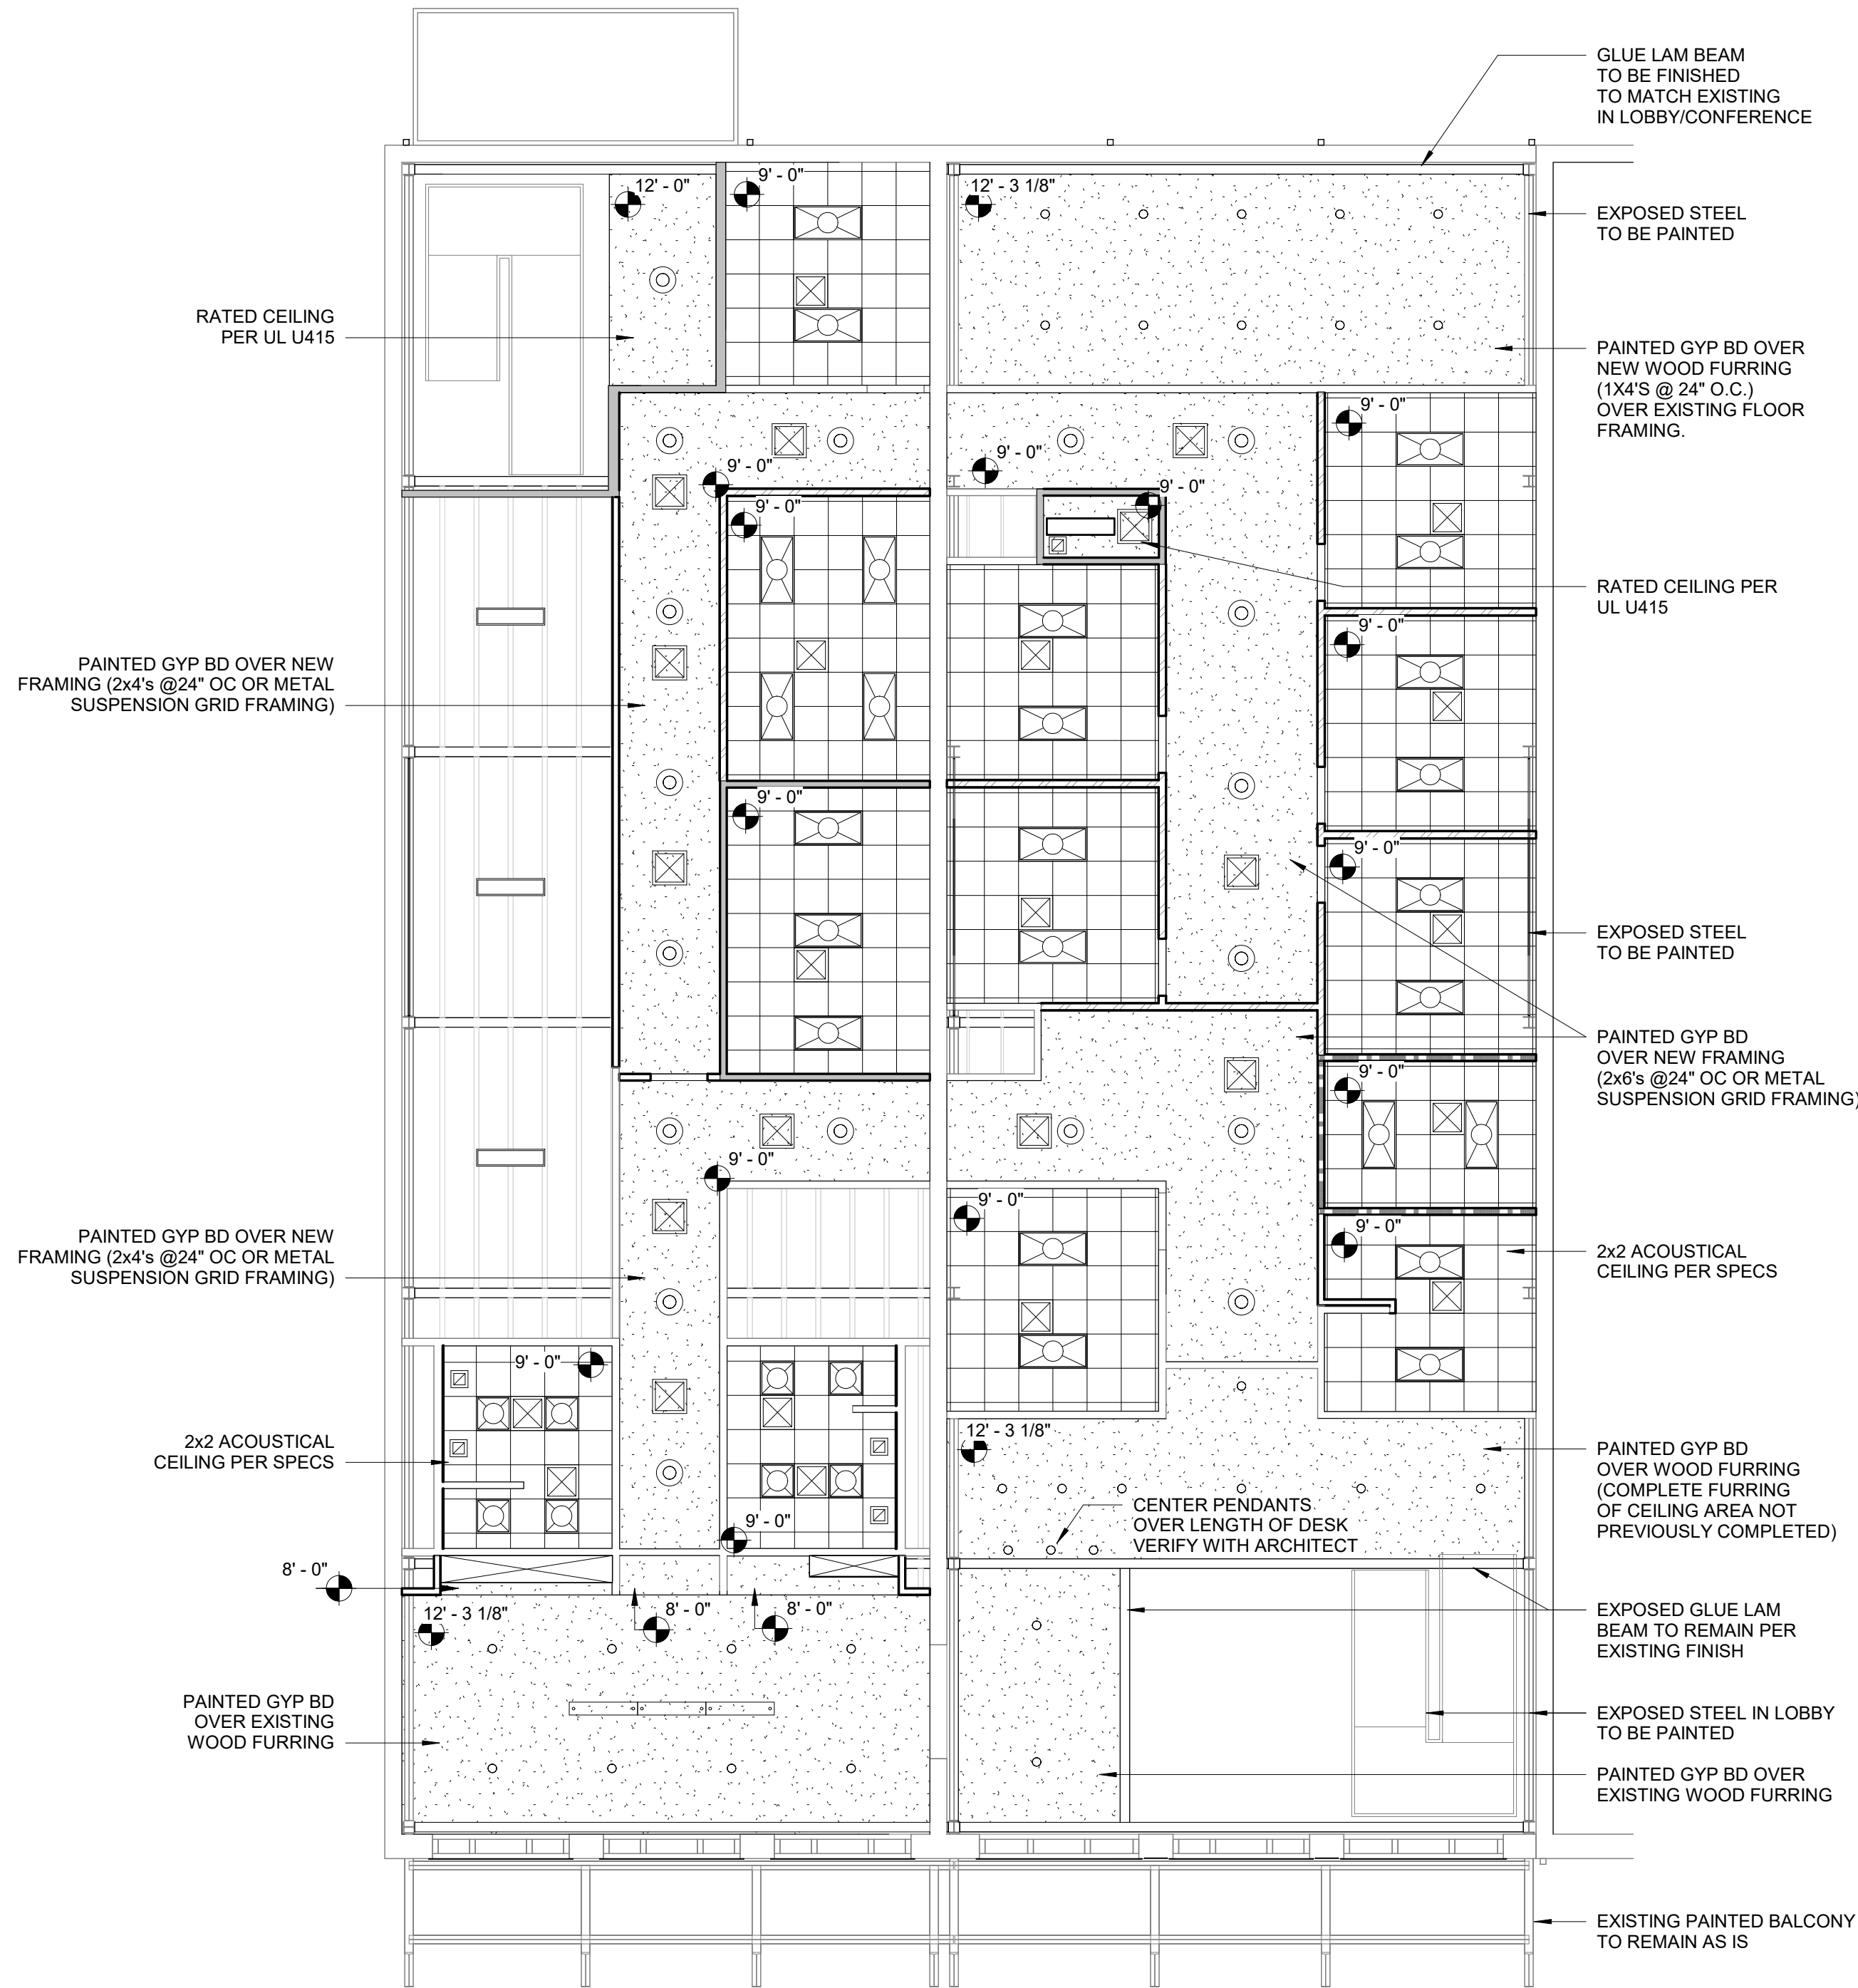 GLUE LAM BEAM
TO BE FINISHED
TO MATCH EXISTING
IN LOBBY/CONFERENCE
12' - 0"
9' - 0"
12' - 3 1/8"
EXPOSED STEEL
TO BE PAINTED
RATED CEILING
PER UL U415
PAINTED GYP BD OVER
NEW WOOD FURRING
(1X4'S @ 24" O.C.)
OVER EXISTING FLOOR
FRAMING.
9' - 0"
9' - 0"
9' - 0"
9' - 0"
9' - 0"
RATED CEILING PER
UL U415
9' - 0"
PAINTED GYP BD OVER NEW
FRAMING (2x4's @24" OC OR METAL
SUSPENSION GRID FRAMING)
9' - 0"
9' - 0"
EXPOSED STEEL
TO BE PAINTED
PAINTED GYP BD
OVER NEW FRAMING
(2x6's @24" OC OR METAL
SUSPENSION GRID FRAMING)
9' - 0"
9' - 0"
9' - 0"
9' - 0"
PAINTED GYP BD OVER NEW
FRAMING (2x4's @24" OC OR METAL
SUSPENSION GRID FRAMING)
2x2 ACOUSTICAL
CEILING PER SPECS
9' - 0"
2x2 ACOUSTICAL
CEILING PER SPECS
12' - 3 1/8"
PAINTED GYP BD
OVER WOOD FURRING
(COMPLETE FURRING
OF CEILING AREA NOT
PREVIOUSLY COMPLETED)
CENTER PENDANTS
OVER LENGTH OF DESK
VERIFY WITH ARCHITECT
9' - 0"
8' - 0"
12' - 3 1/8"
8' - 0"
8' - 0"
EXPOSED GLUE LAM
BEAM TO REMAIN PER
EXISTING FINISH
PAINTED GYP BD
OVER EXISTING
WOOD FURRING
EXPOSED STEEL IN LOBBY
TO BE PAINTED
PAINTED GYP BD OVER
EXISTING WOOD FURRING
EXISTING PAINTED BALCONY
TO REMAIN AS IS